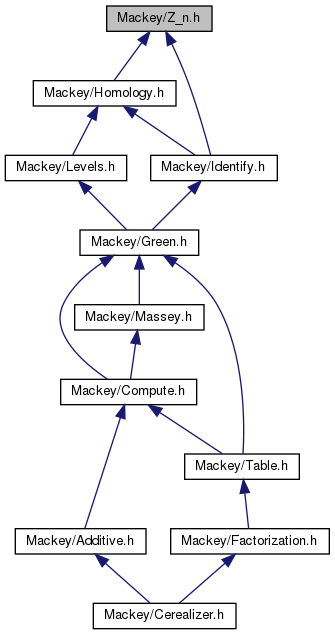 Mackey/Z_n.h
Mackey/Homology.h
Mackey/Levels.h
Mackey/Identify.h
Mackey/Green.h
Mackey/Massey.h
Mackey/Compute.h
Mackey/Table.h
Mackey/Additive.h
Mackey/Factorization.h
Mackey/Cerealizer.h